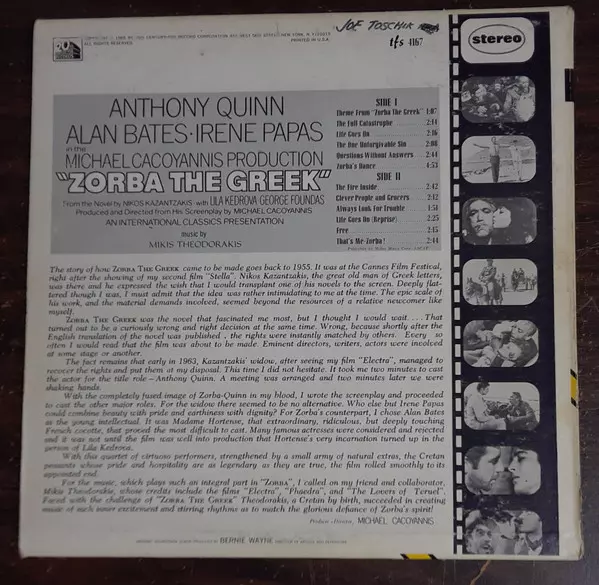 JOE TOSCHIK
tfs 4167
stereo
ALL RIGHTS RESERVED.
PRINTED IN U.S.A.
ANTHONY QUINN
ALAN BATES · IRENE PAPAS
in the
MICHAEL CACOYANNIS PRODUCTION
"ZORBA THE GREEK"
From the Novel by NIKOS KAZANTZAKIS · with LILA KEDROVA GEORGE FOUNDAS
Produced and Directed from His Screenplay by MICHAEL CACOYANNIS
AN INTERNATIONAL CLASSICS PRESENTATION
music by
MIKIS THEODORAKIS
SIDE I
Theme From "Zorba The Greek" 1:07
The Full Catastrophe 2:14
Life Goes On 2:16
The One Unforgivable Sin 2:08
Questions Without Answers 2:44
Zorba's Dance 4:53
SIDE II
The Fire Inside 2:42
Clever People and Grocers 2:12
Always Look For Trouble 1:51
Life Goes On (Reprise) 2:25
Free 2:15
That's Me-Zorba! 2:44
The story of how ZORBA THE GREEK came to be made goes back to 1955. It was at the Cannes Film Festival,
right after the showing of my second film "Stella". Nikos Kazantzakis, the great old man of Greek letters,
was there and he expressed the wish that I would transplant one of his novels to the screen. Deeply flat-
tered though I was, I must admit that the idea was rather intimidating to me at the time. The epic scale of
his work, and the material demands involved, seemed beyond the resources of a relative newcomer like
myself.
ZORBA THE GREEK was the novel that fascinated me most, but I thought I would wait. . . . That
turned out to be a curiously wrong and right decision at the same time. Wrong, because shortly after the
English translation of the novel was published , the rights were instantly matched by others. Every so
often I would read that the film was about to be made. Eminent directors, writers, actors were involved
at some stage or another.
The fact remains that early in 1963, Kazantzakis' widow, after seeing my film "Electra", managed to
recover the rights and put them at my disposal. This time I did not hesitate. It took me two minutes to cast
the actor for the title role – Anthony Quinn. A meeting was arranged and two minutes later we were
shaking hands.
With the completely fused image of Zorba-Quinn in my blood, I wrote the screenplay and proceeded
to cast the other major roles. For the widow there seemed to be no alternative. Who else but Irene Papas
could combine beauty with pride and earthiness with dignity? For Zorba's counterpart, I chose Alan Bates
as the young intellectual. It was Madame Hortense, that extraordinary, ridiculous, but deeply touching
French cocotte, that proved the most difficult to cast. Many famous actresses were considered and rejected
and it was not until the film was well into production that Hortense's very incarnation turned up in the
person of Lila Kedrova.
With this quartet of virtuoso performers, strengthened by a small army of natural extras, the Cretan
peasants whose pride and hospitality are as legendary as they are true, the film rolled smoothly to its
appointed end.
For the music, which plays such an integral part in "ZORBA", I called on my friend and collaborator,
Mikis Theodorakis, whose credits include the films "Electra", "Phaedra", and "The Lovers of Teruel".
Faced with the challenge of "ZORBA THE GREEK" Theodorakis, a Cretan by birth, succeeded in creating
music of such inner excitement and stirring rhythms as to match the glorious defiance of Zorba's spirit!
MICHAEL CACOYANNIS
BERNIE WAYNE